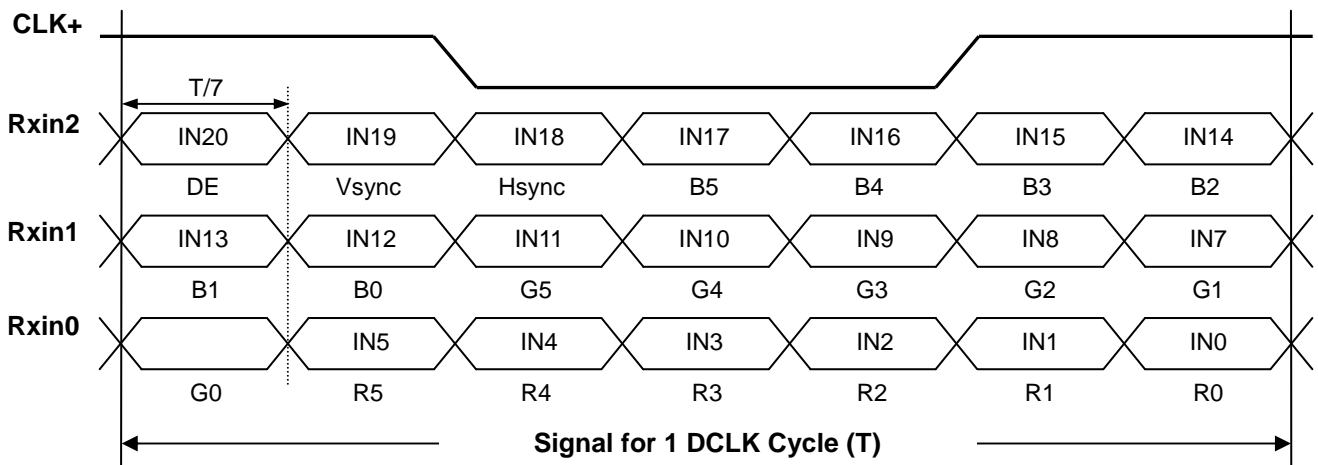 CLK+
T/7
Rxin2 IN20 IN19 IN18 IN17 IN16 IN15 IN14
DE Vsync Hsync B5 B4 B3 B2
Rxin1 IN13 IN12 IN11 IN10 IN9 IN8 IN7
B1 B0 G5 G4 G3 G2 G1
Rxin0 IN5 IN4 IN3 IN2 IN1 IN0
G0 R5 R4 R3 R2 R1 R0
Signal for 1 DCLK Cycle (T)